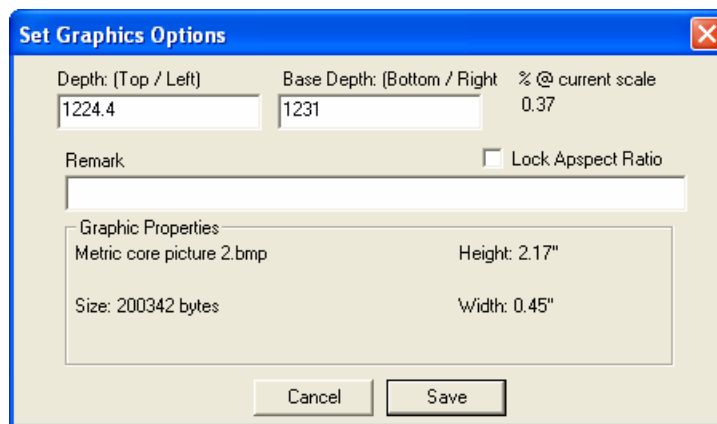 Set Graphics Options
Depth: (Top / Left) Base Depth: (Bottom / Right % @ current scale
1224.4 1231 0.37
Remark Lock Apspect Ratio
Graphic Properties
Metric core picture 2.bmp Height: 2.17"
Size: 200342 bytes Width: 0.45"
Cancel Save